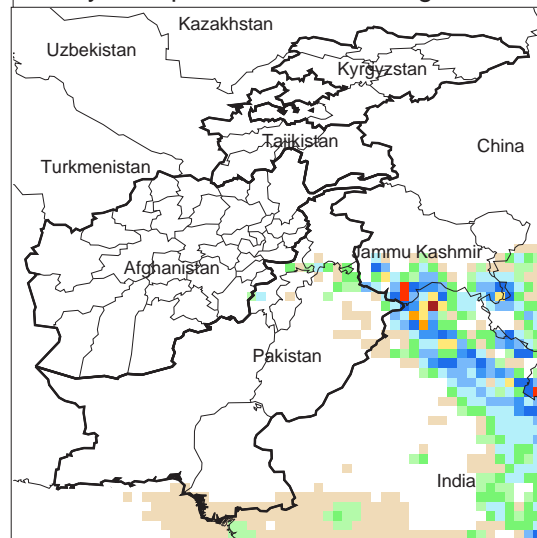 Kazakhstan
Uzbekistan
Kyrgyzstan
Tajikistan
China
Turkmenistan
Jammu Kashmir
Afghanistan
Pakistan
India